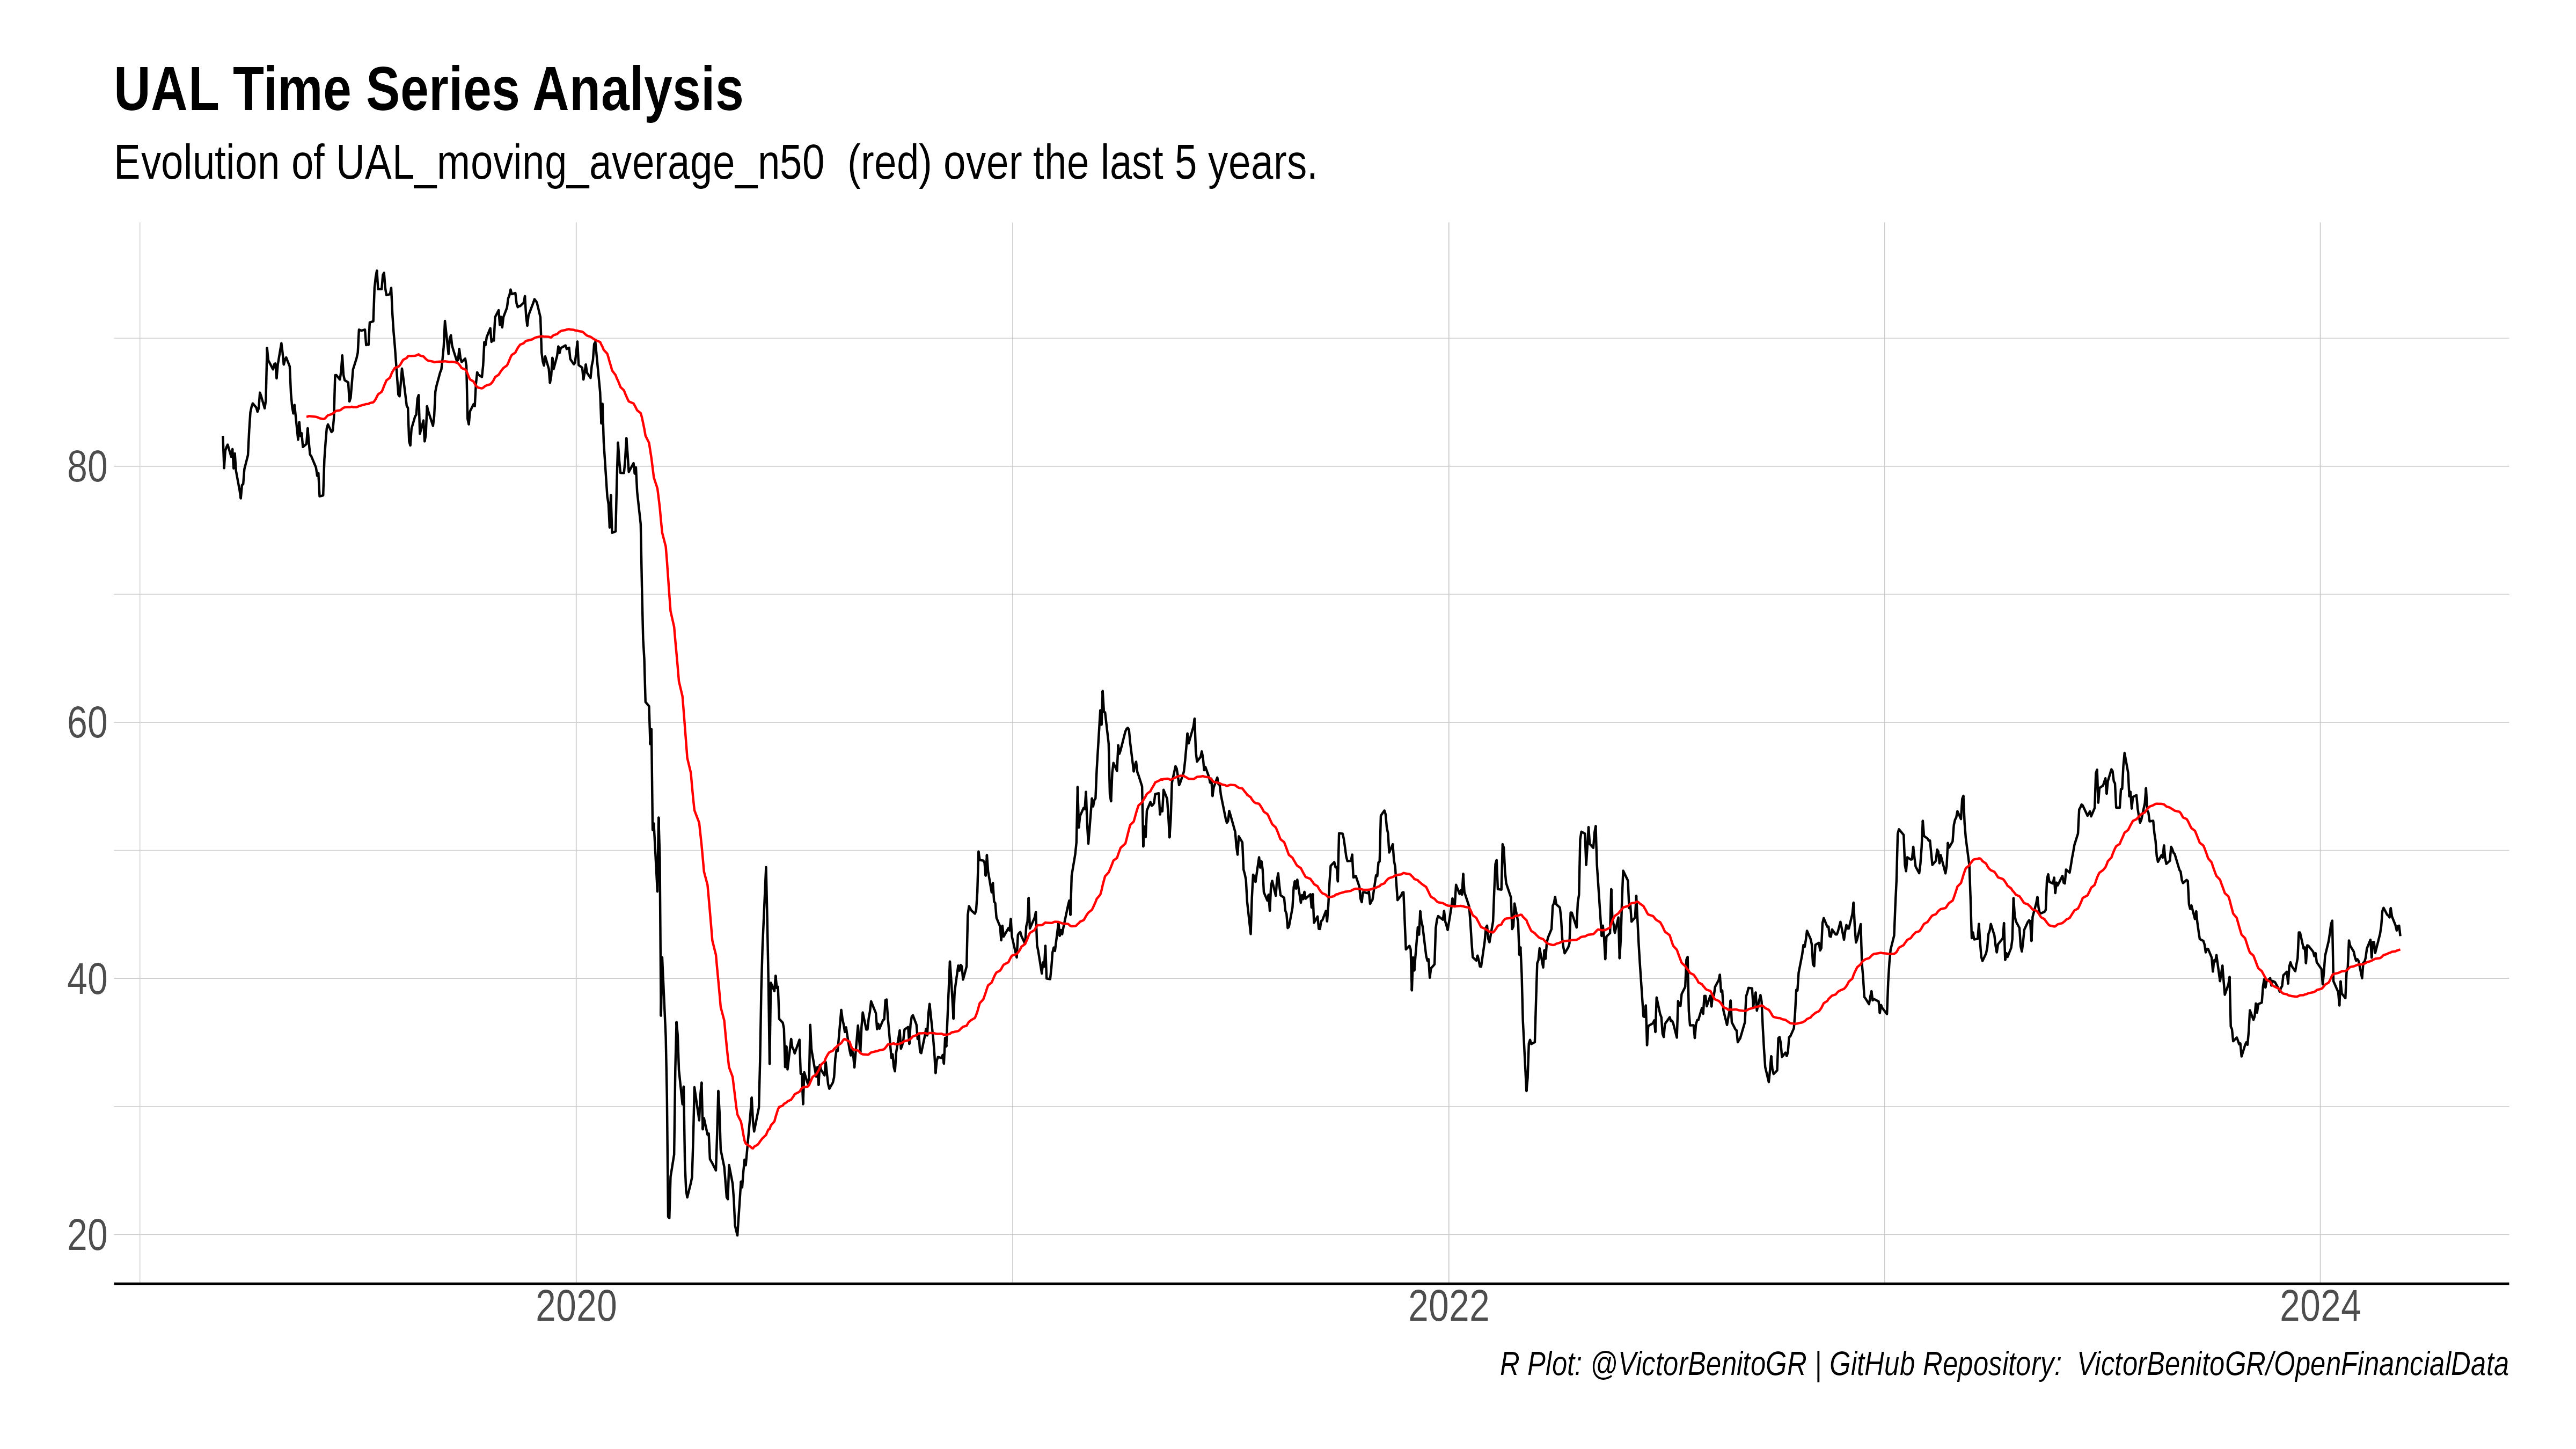 UAL Time Series Analysis
Evolution of UAL_moving_average_n50  (red) over the last 5 years.
80
60
40
20
2020 2022 2024
R Plot: @VictorBenitoGR | GitHub Repository:  VictorBenitoGR/OpenFinancialData